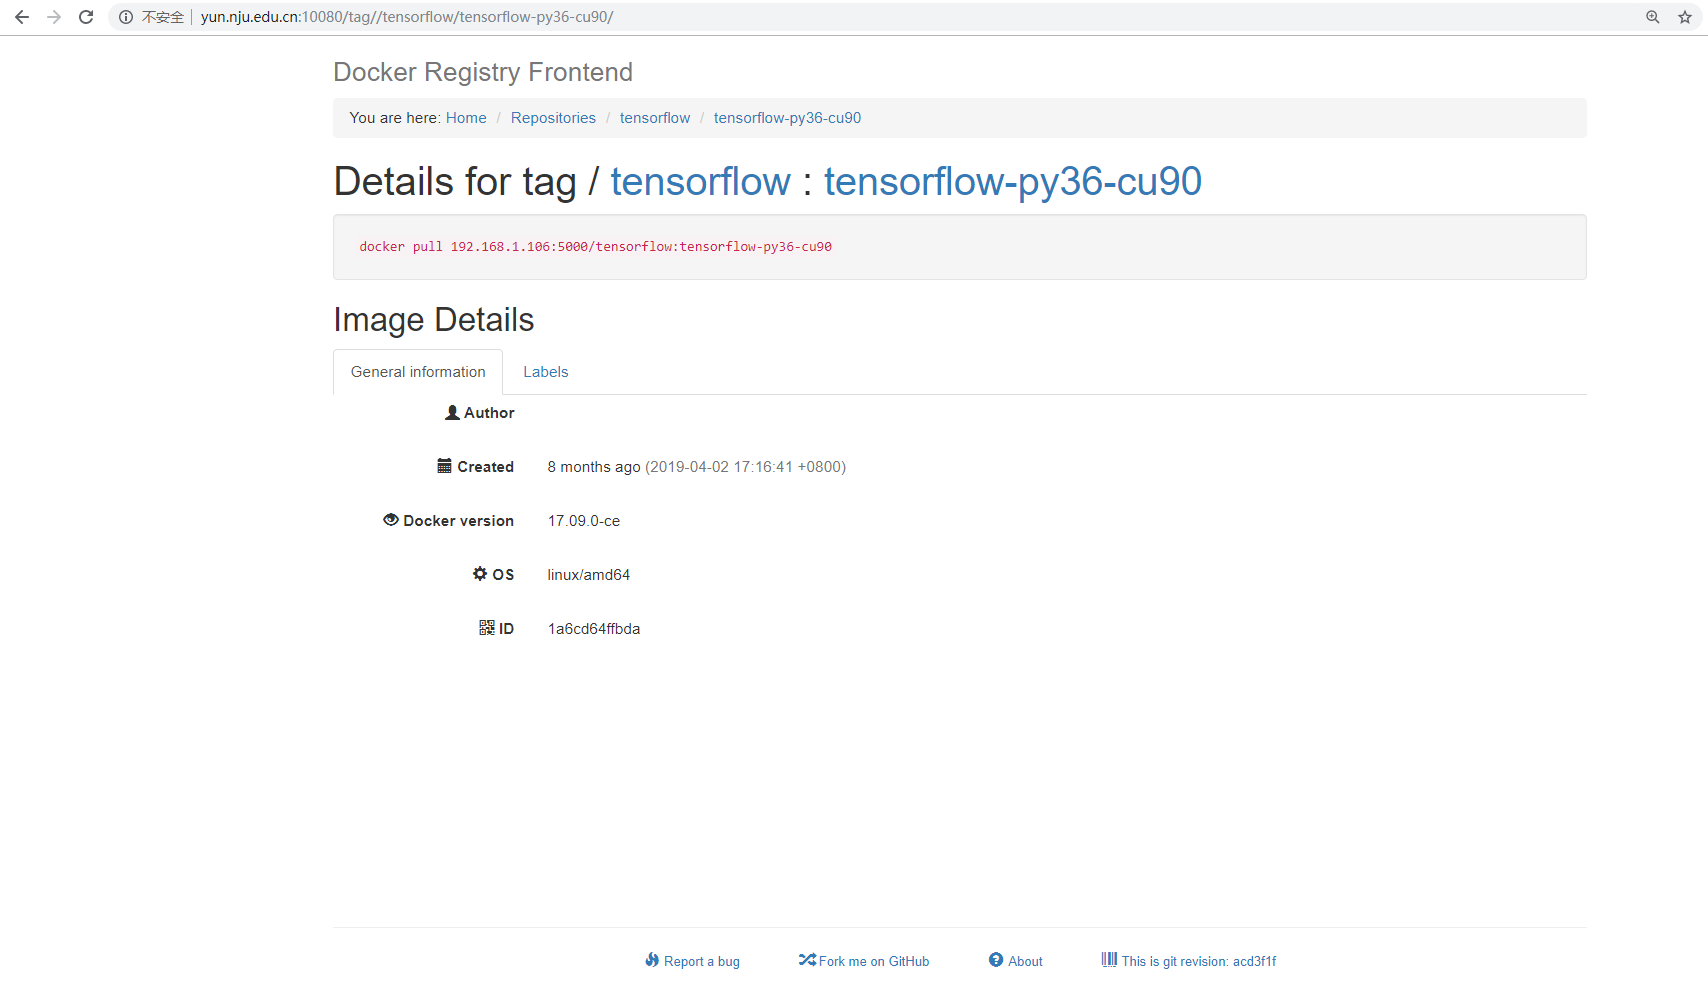 不安全 yun.nju.edu.cn:10080/tag//tensorflow/tensorflow-py36-cu90/
Docker Registry Frontend
You are here: Home / Repositories / tensorflow / tensorflow-py36-cu90
Details for tag / tensorflow : tensorflow-py36-cu90
docker pull 192.168.1.106:5000/tensorflow:tensorflow-py36-cu90
Image Details
General information Labels
Author
Created 8 months ago (2019-04-02 17:16:41 +0800)
Docker version 17.09.0-ce
OS linux/amd64
ID 1a6cd64ffbda
Report a bug Fork me on GitHub About This is git revision: acd3f1f